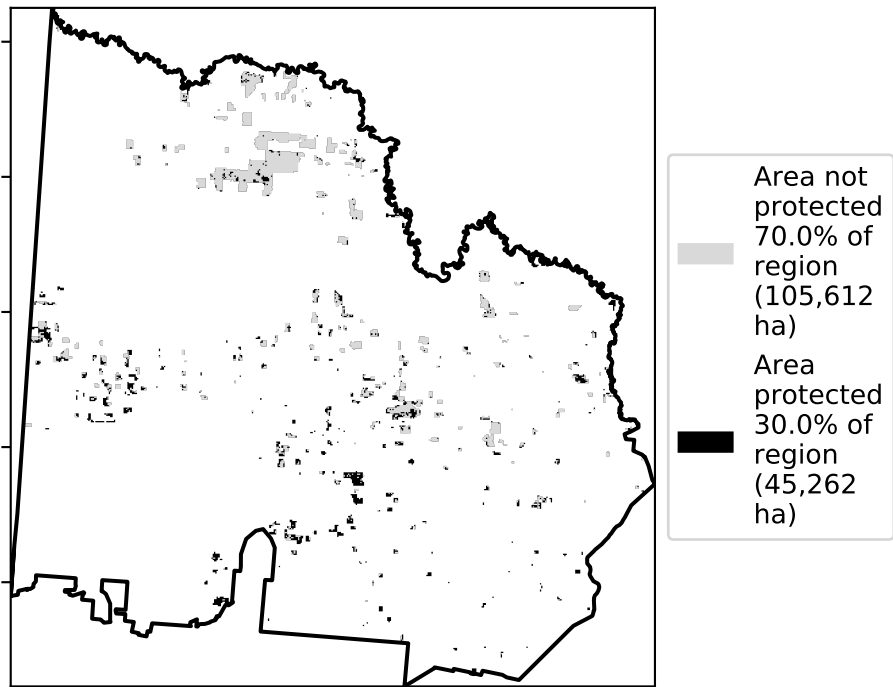 Area not
protected
70.0% of
region
(105,612
ha)
Area
protected
30.0% of
region
(45,262
ha)